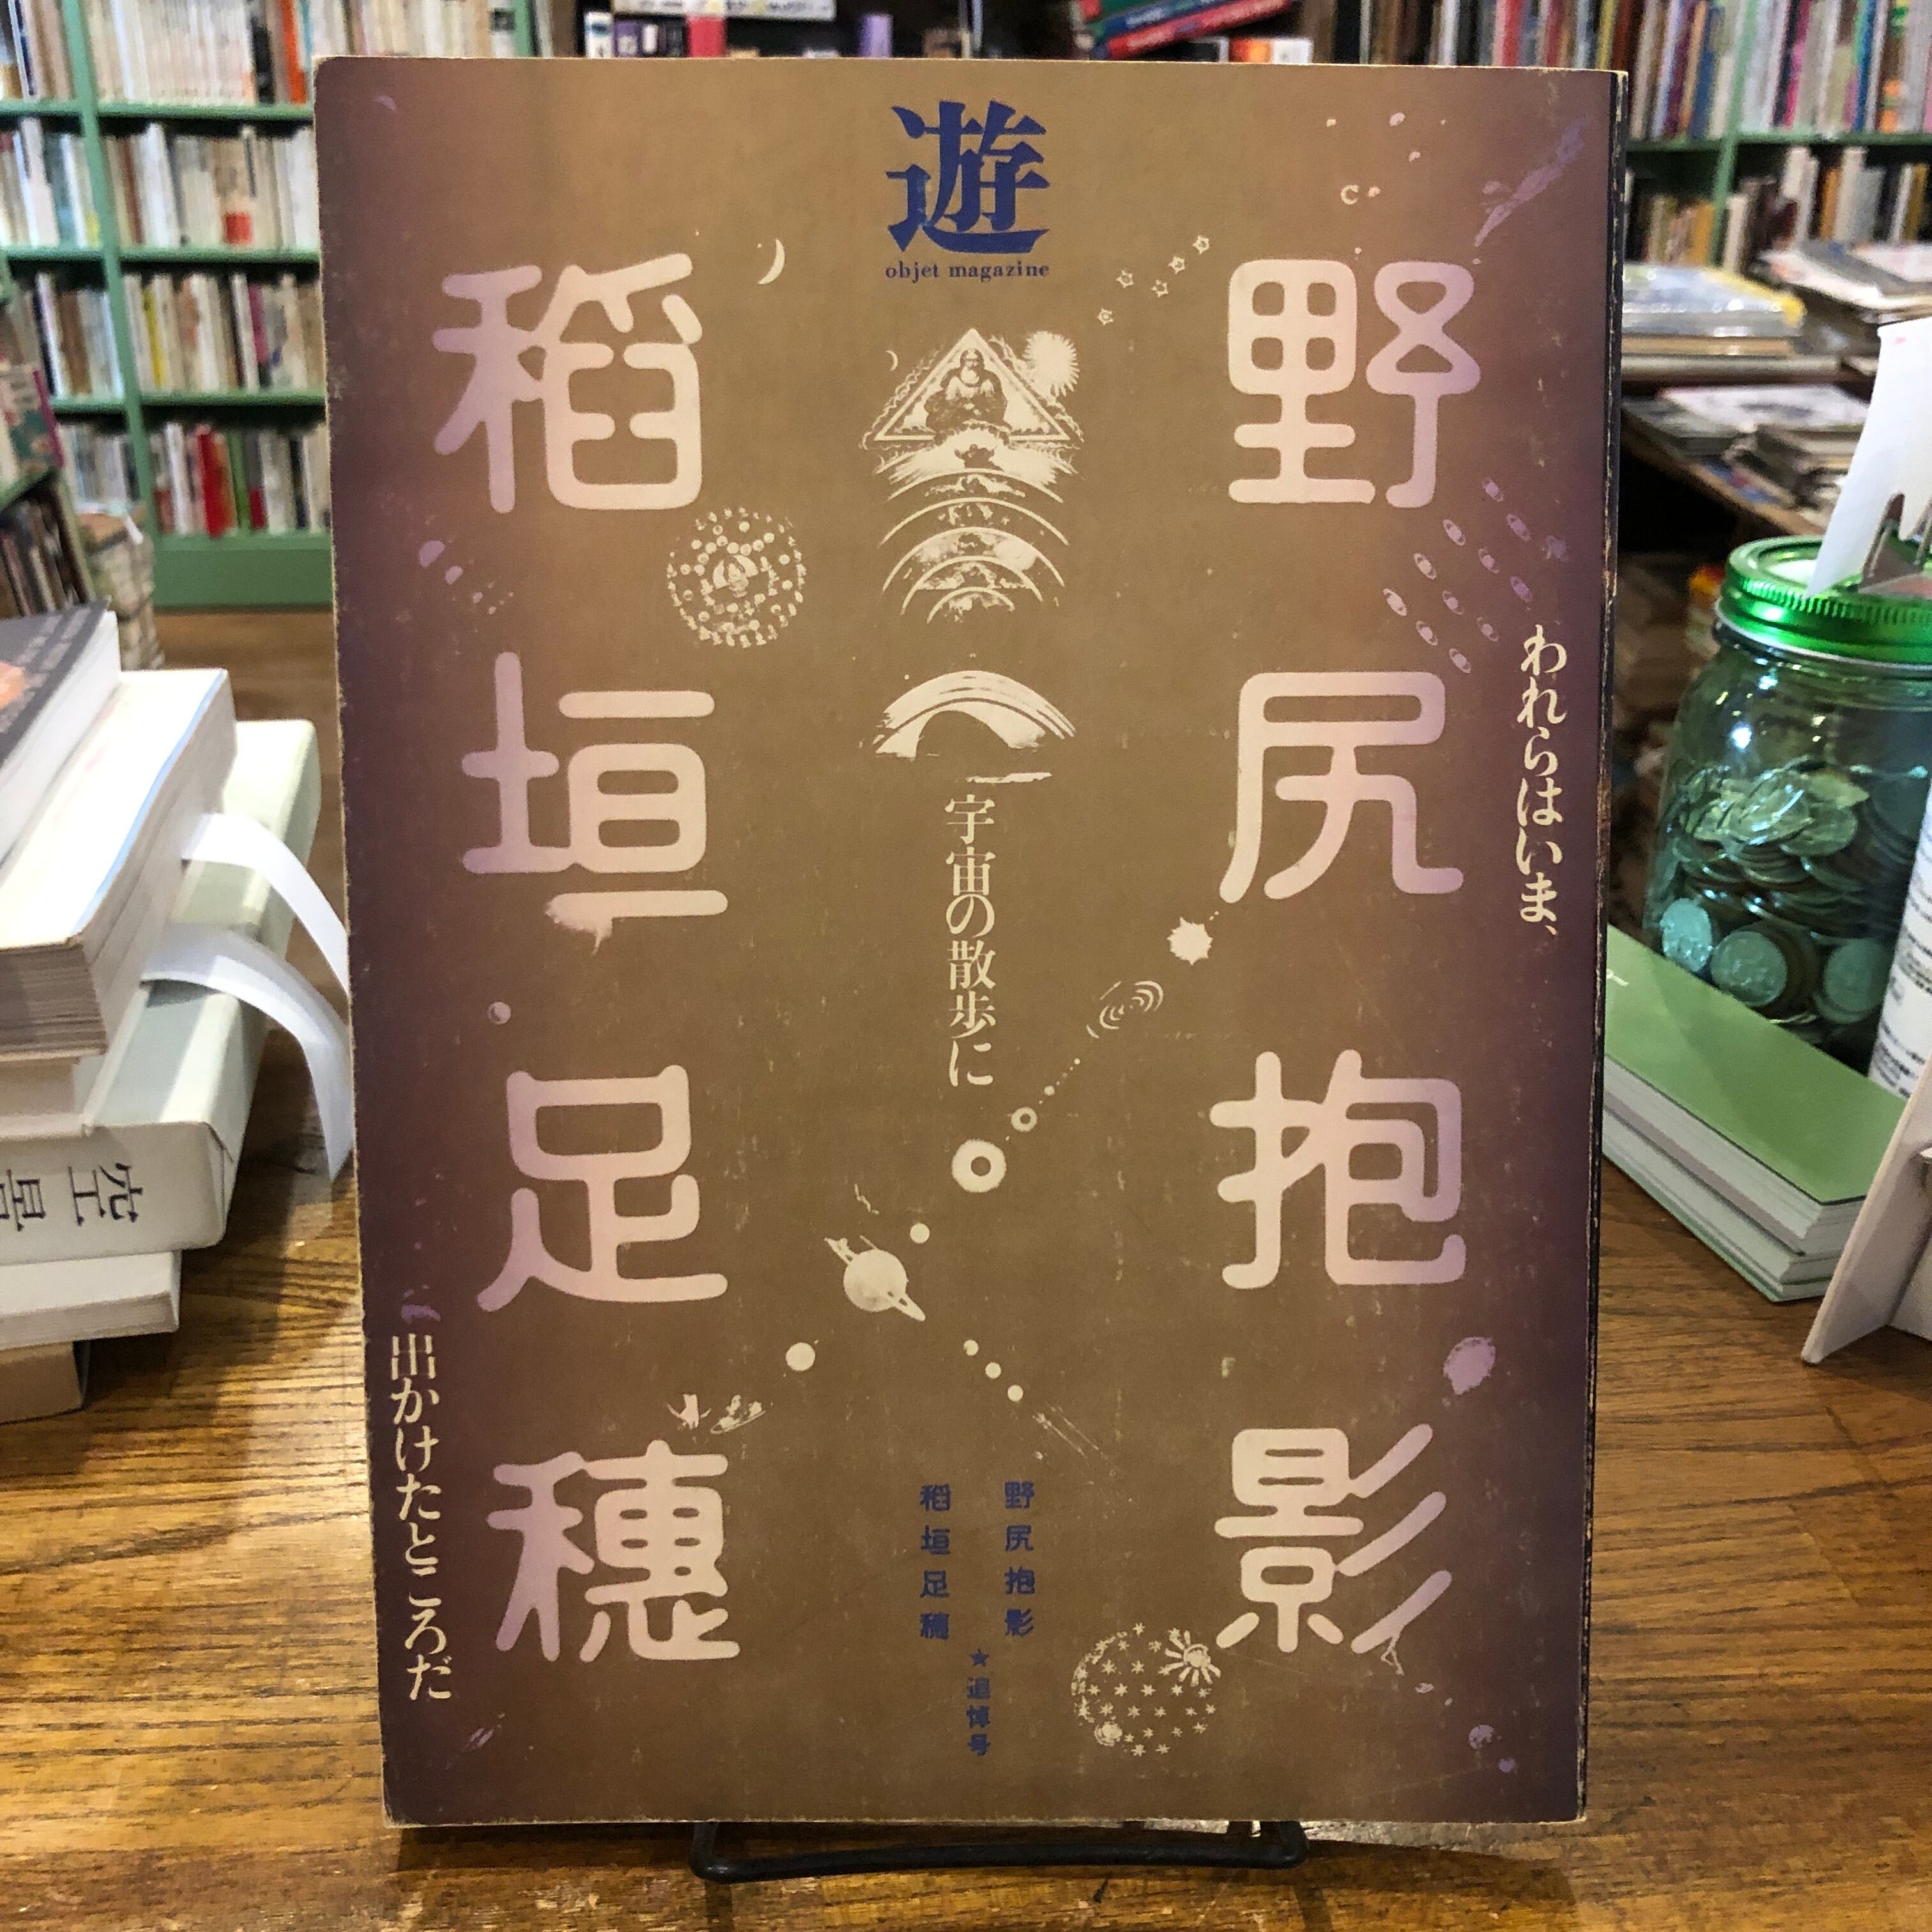 遊
objet magazine
野尻抱影
稲垣足穂
われらはいま、
宇宙の散歩に
出かけたところだ
野尻抱影
稲垣足穂
★追悼号